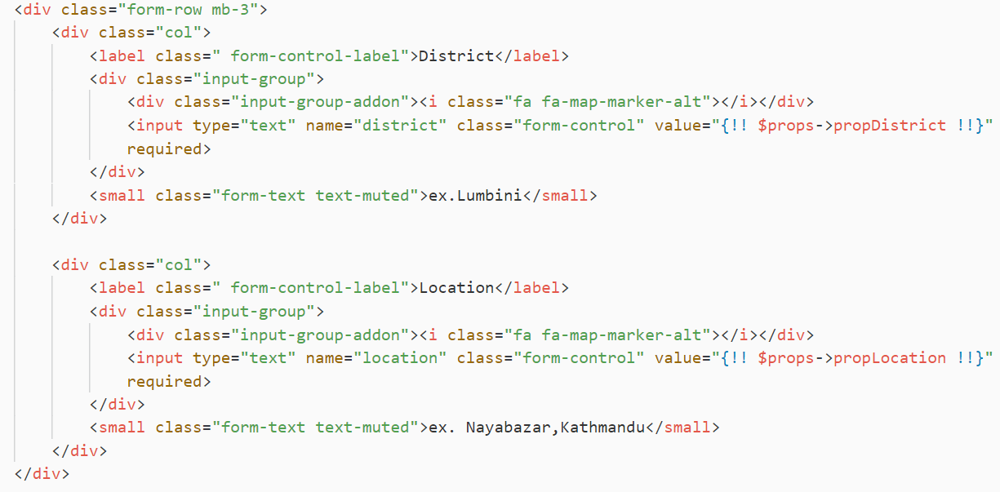 <div class="form-row mb-3">
    <div class="col">
        <label class=" form-control-label">District</label>
        <div class="input-group">
            <div class="input-group-addon"><i class="fa fa-map-marker-alt"></i></div>
            <input type="text" name="district" class="form-control" value="{!! $props->propDistrict !!}"
            required>
        </div>
        <small class="form-text text-muted">ex.Lumbini</small>
    </div>

    <div class="col">
        <label class=" form-control-label">Location</label>
        <div class="input-group">
            <div class="input-group-addon"><i class="fa fa-map-marker-alt"></i></div>
            <input type="text" name="location" class="form-control" value="{!! $props->propLocation !!}"
            required>
        </div>
        <small class="form-text text-muted">ex. Nayabazar,Kathmandu</small>
    </div>
</div>